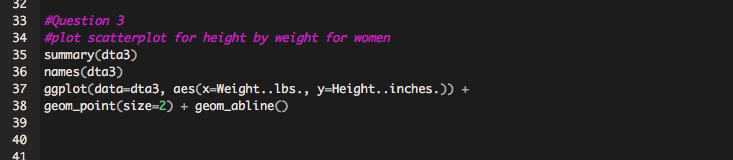 32
33 #Question 3
34 #plot scatterplot for height by weight for women
35 summary(dta3)
36 names(dta3)
37 ggplot(data=dta3, aes(x=Weight..lbs., y=Height..inches.)) +
38 geom_point(size=2) + geom_abline()
39
40
41